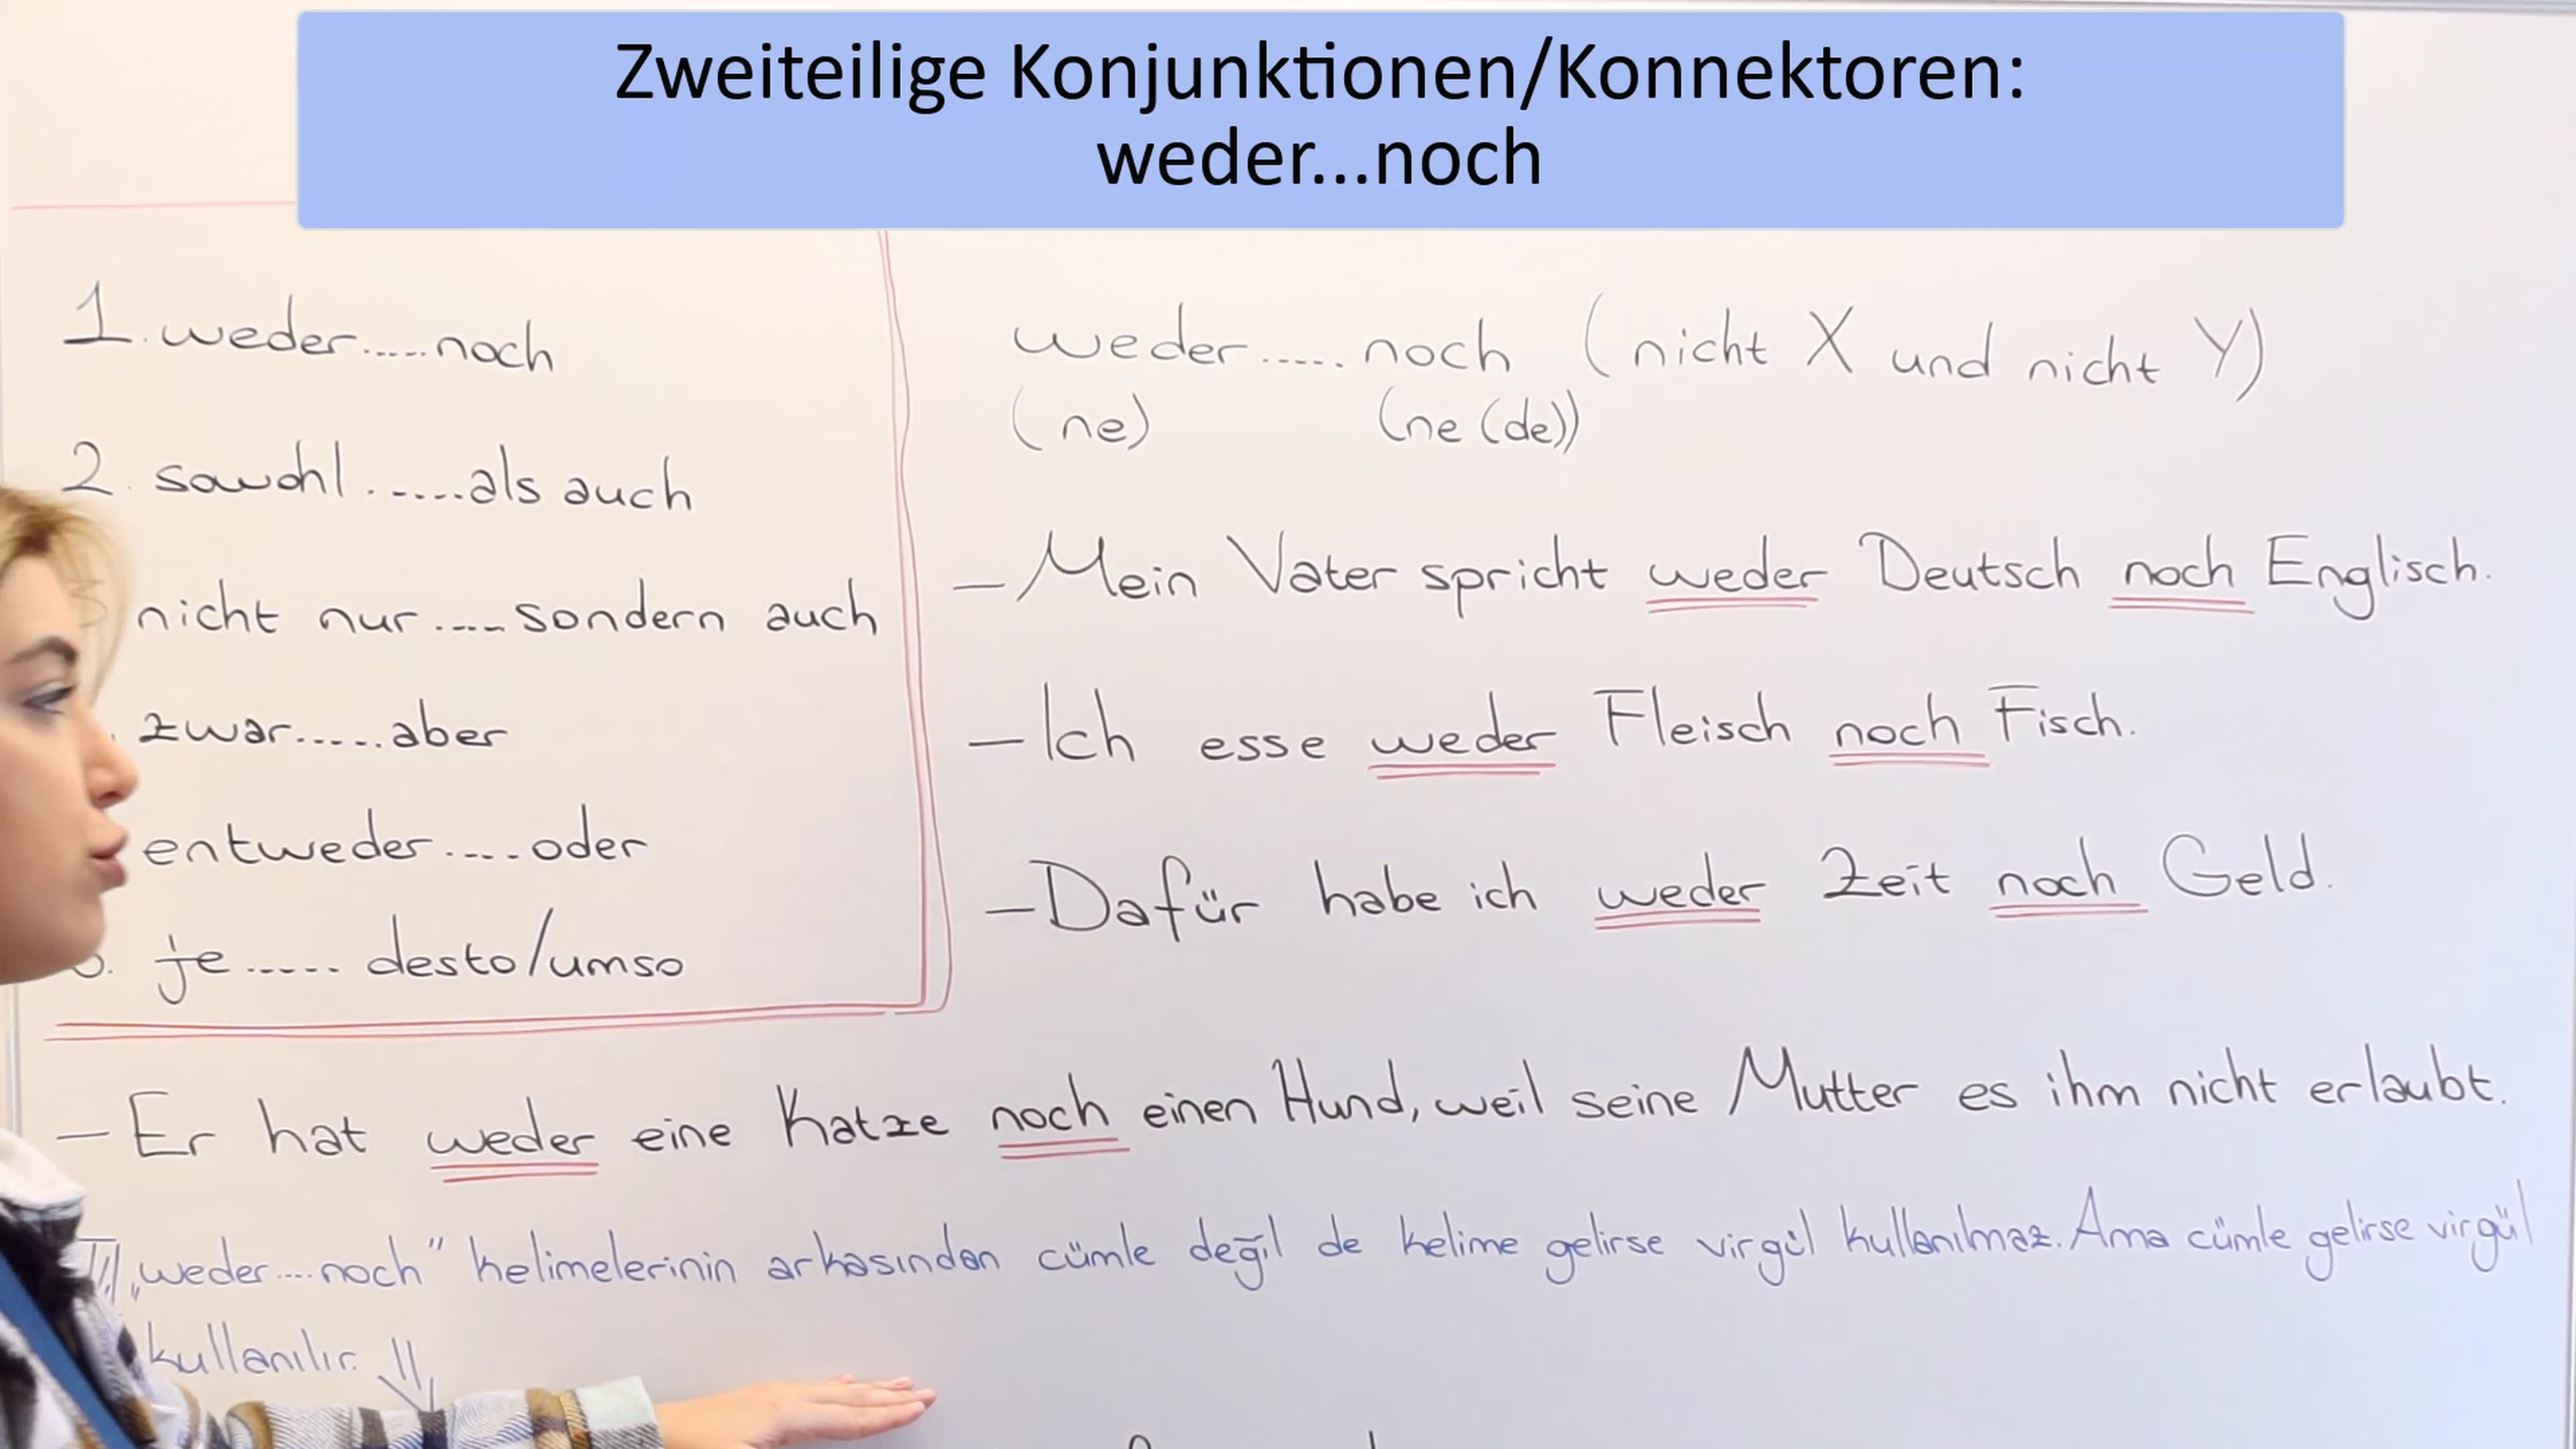 Zweiteilige Konjunktionen/Konnektoren:
weder...noch
1. weder.....noch
2. sowohl ......als auch
3 nicht nur ....sondern auch
. zwar.....aber
entweder ....oder
je ..... desto/umso
weder ..... noch (nicht X und nicht Y)
(ne) (ne (de))
– Mein Vater spricht weder Deutsch noch Englisch.
– Ich esse weder Fleisch noch Fisch.
– Dafür habe ich weder Zeit noch Geld.
– Er hat weder eine Katze noch einen Hund, weil seine Mutter es ihm nicht erlaubt.
„weder....noch“ kelimelerinin arkasından cümle değil de kelime gelirse virgül kullanılmaz. Ama cümle gelirse virgül
kullanılır.